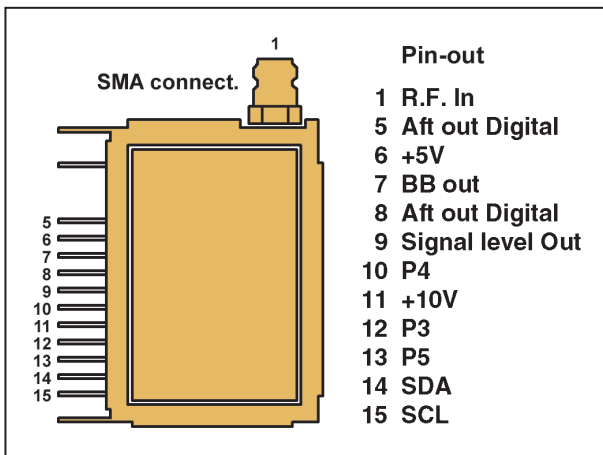 1
SMA connect.
5
6
7
8
9
10
11
12
13
14
15
Pin-out
1 R.F. In
5 Aft out Digital
6 +5V
7 BB out
8 Aft out Digital
9 Signal level Out
10 P4
11 +10V
12 P3
13 P5
14 SDA
15 SCL